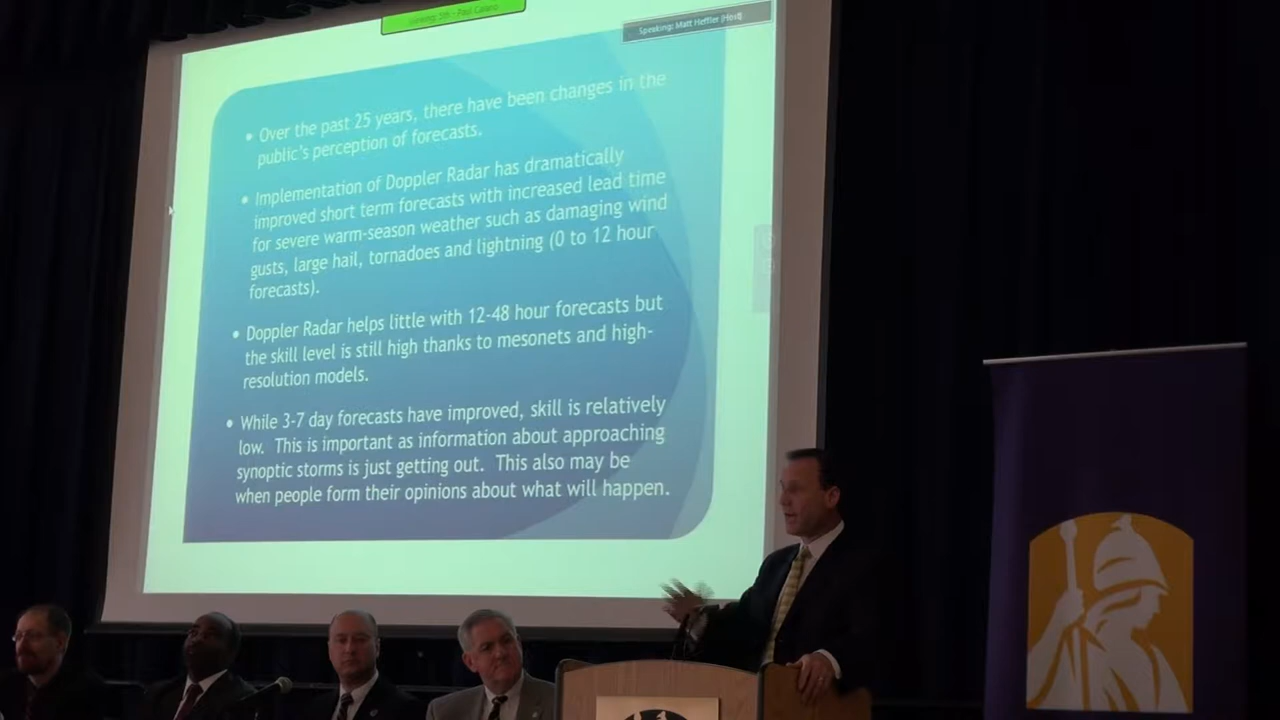 Viewing: 5th - Paul Caiano
Speaking: Matt Heffler (Host)
• Over the past 25 years, there have been changes in the
public's perception of forecasts.
• Implementation of Doppler Radar has dramatically
improved short term forecasts with increased lead time
for severe warm-season weather such as damaging wind
gusts, large hail, tornadoes and lightning (0 to 12 hour
forecasts).
• Doppler Radar helps little with 12-48 hour forecasts but
the skill level is still high thanks to mesonets and high-
resolution models.
• While 3-7 day forecasts have improved, skill is relatively
low. This is important as information about approaching
synoptic storms is just getting out. This also may be
when people form their opinions about what will happen.